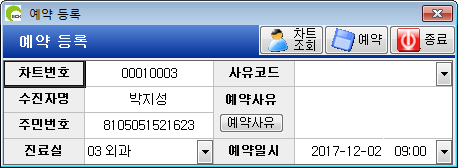 예약 등록
예약 등록 차트조회 예약 종료
차트번호 00010003 사유코드
수진자명 박지성 예약사유
주민번호 8105051521623 예약사유
진료실 03 외과 예약일시 2017-12-02 09:00